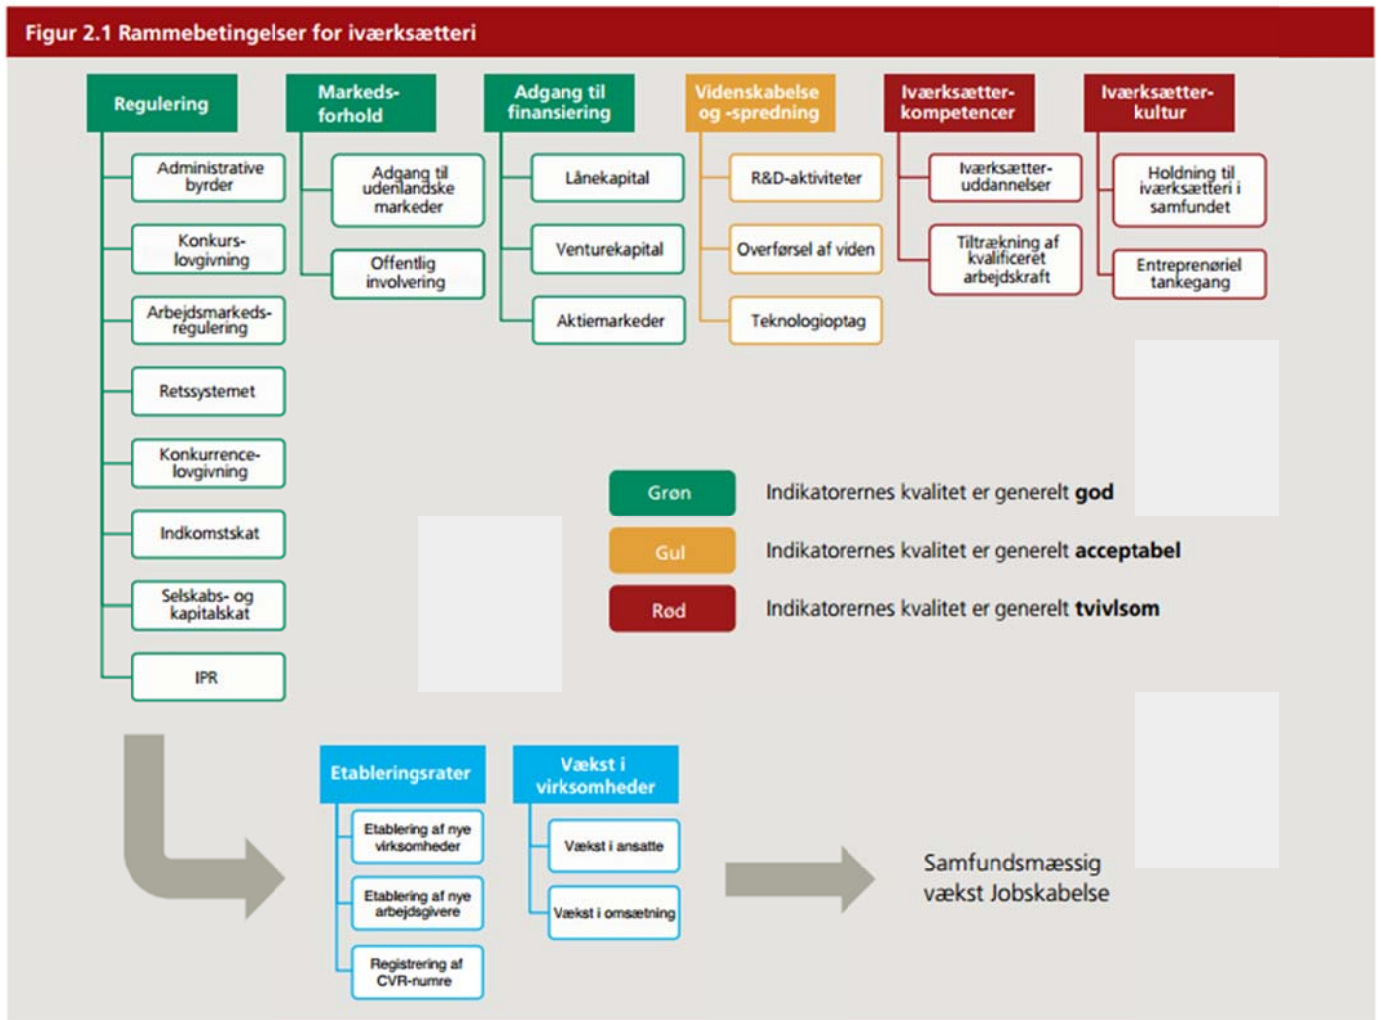 Figur 2.1 Rammebetingelser for iværksætteri
Regulering
Administrative
byrder
Konkurs-
lovgivning
Arbejdsmarkeds-
regulering
Retssystemet
Konkurrence-
lovgivning
Indkomstskat
Selskabs- og
kapitalskat
IPR
Markeds-
forhold
Adgang til
udenlandske
markeder
Offentlig
involvering
Adgang til
finansiering
Lånekapital
Venturekapital
Aktiemarkeder
Videnskabelse
og -spredning
R&D-aktiviteter
Overførsel af viden
Teknologioptag
Iværksætter-
kompetencer
Iværksætter-
uddannelser
Tiltrækning af
kvalificeret
arbejdskraft
Iværksætter-
kultur
Holdning til
iværksætteri i
samfundet
Entreprenøriel
tankegang
Grøn
Indikatorernes kvalitet er generelt god
Gul
Indikatorernes kvalitet er generelt acceptabel
Rød
Indikatorernes kvalitet er generelt tvivlsom
Etableringsrater
Etablering af nye
virksomheder
Etablering af nye
arbejdsgivere
Registrering af
CVR-numre
Vækst i
virksomheder
Vækst i ansatte
Vækst i omsætning
Samfundsmæssig
vækst Jobskabelse